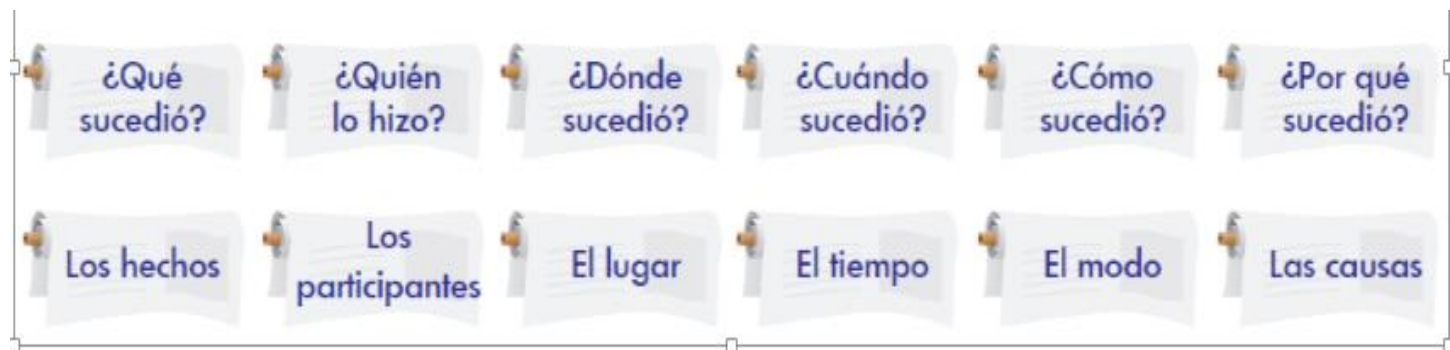 ¿Qué
sucedió?
¿Quién
lo hizo?
¿Dónde
sucedió?
¿Cuándo
sucedió?
¿Cómo
sucedió?
¿Por qué
sucedió?
Los hechos
Los
participantes
El lugar
El tiempo
El modo
Las causas